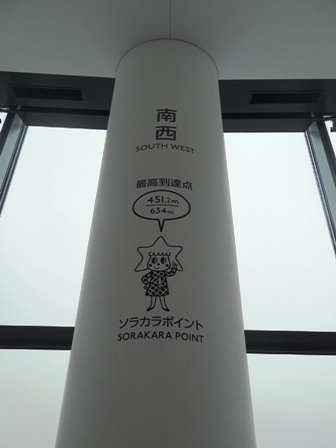 南
西
SOUTH WEST
最高到達点
451.2m
634m
ソラカラポイント
SORAKARA POINT